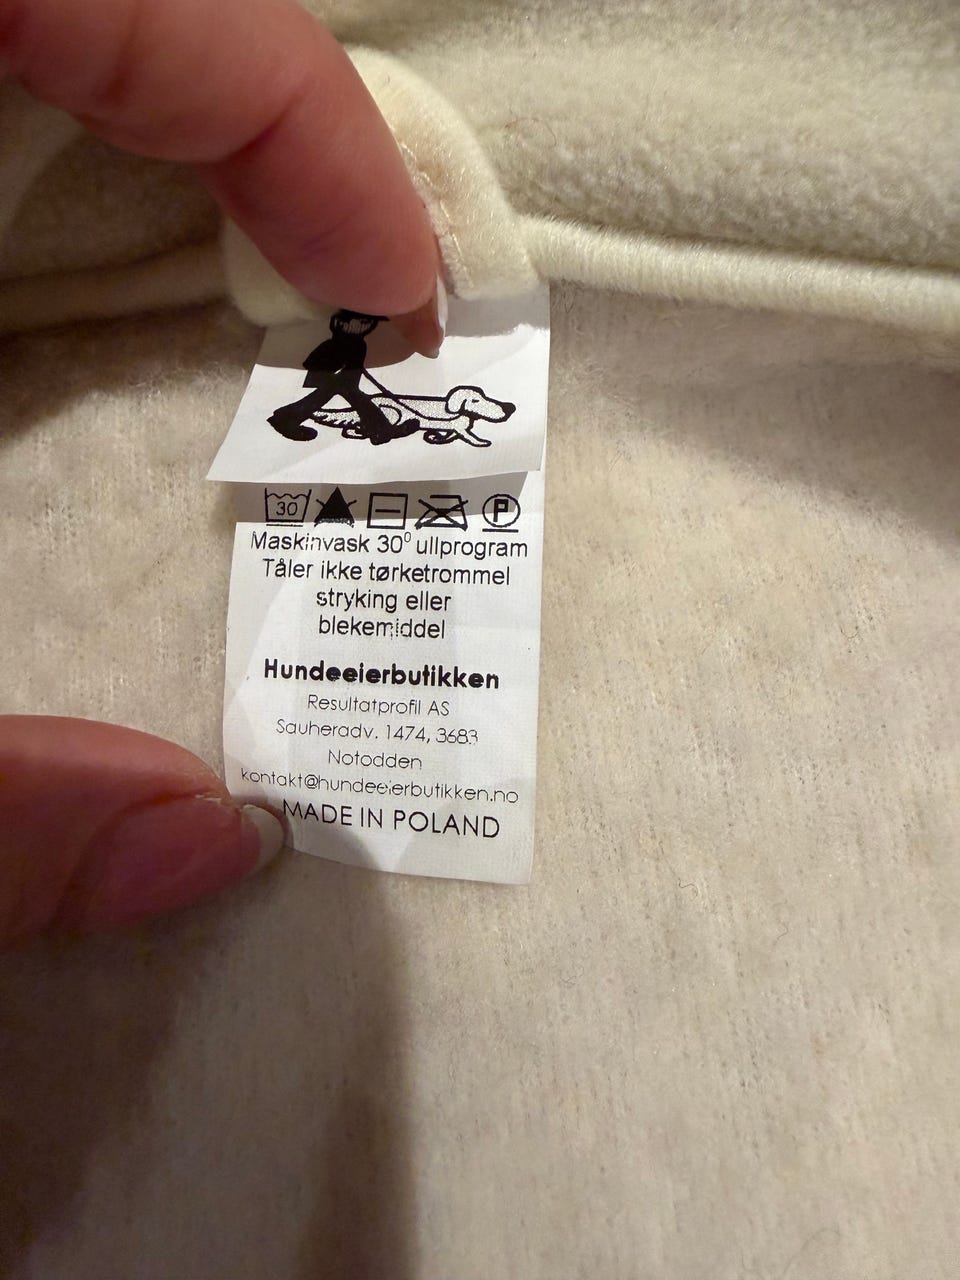 30 P
Maskinvask 30⁰ ullprogram
Tåler ikke tørketrommel
stryking eller
blekemiddel
Hundeeierbutikken
Resultatprofil AS
Sauheradv. 1474, 3683
Notodden
kontakt@hundeeierbutikken.no
MADE IN POLAND